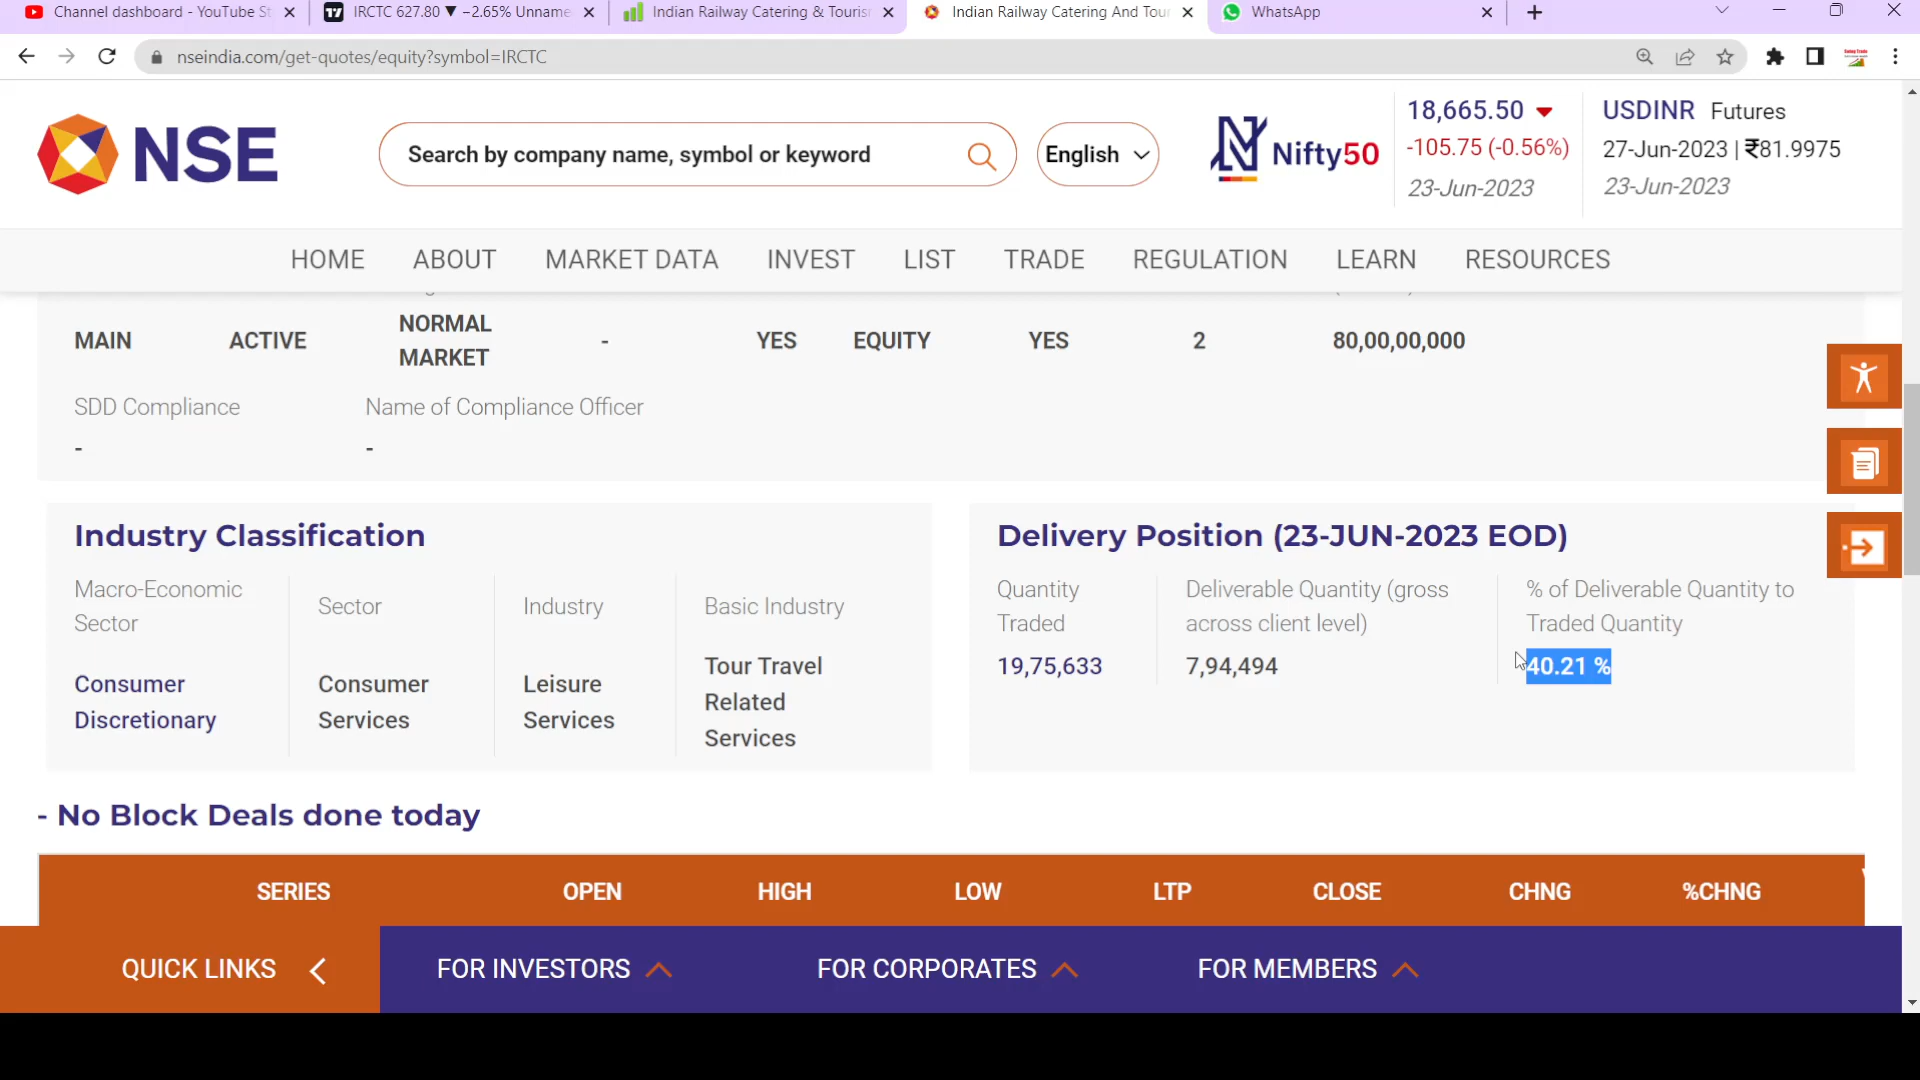 Channel dashboard - YouTube St
IRCTC 627.80 ▼ −2.65% Unname
Indian Railway Catering & Touris
Indian Railway Catering And Tour
WhatsApp
nseindia.com/get-quotes/equity?symbol=IRCTC
NSE
Search by company name, symbol or keyword
English
Nifty50
18,665.50
-105.75 (-0.56%)
23-Jun-2023
USDINR Futures
27-Jun-2023 | ₹81.9975
23-Jun-2023
HOME ABOUT MARKET DATA INVEST LIST TRADE REGULATION LEARN RESOURCES
MAIN ACTIVE NORMAL MARKET - YES EQUITY YES 2 80,00,00,000
SDD Compliance Name of Compliance Officer
- -
Industry Classification
Macro-Economic Sector Sector Industry Basic Industry
Consumer Discretionary Consumer Services Leisure Services Tour Travel Related Services
Delivery Position (23-JUN-2023 EOD)
Quantity Traded Deliverable Quantity (gross across client level) % of Deliverable Quantity to Traded Quantity
19,75,633 7,94,494 40.21 %
- No Block Deals done today
SERIES OPEN HIGH LOW LTP CLOSE CHNG %CHNG
QUICK LINKS FOR INVESTORS FOR CORPORATES FOR MEMBERS